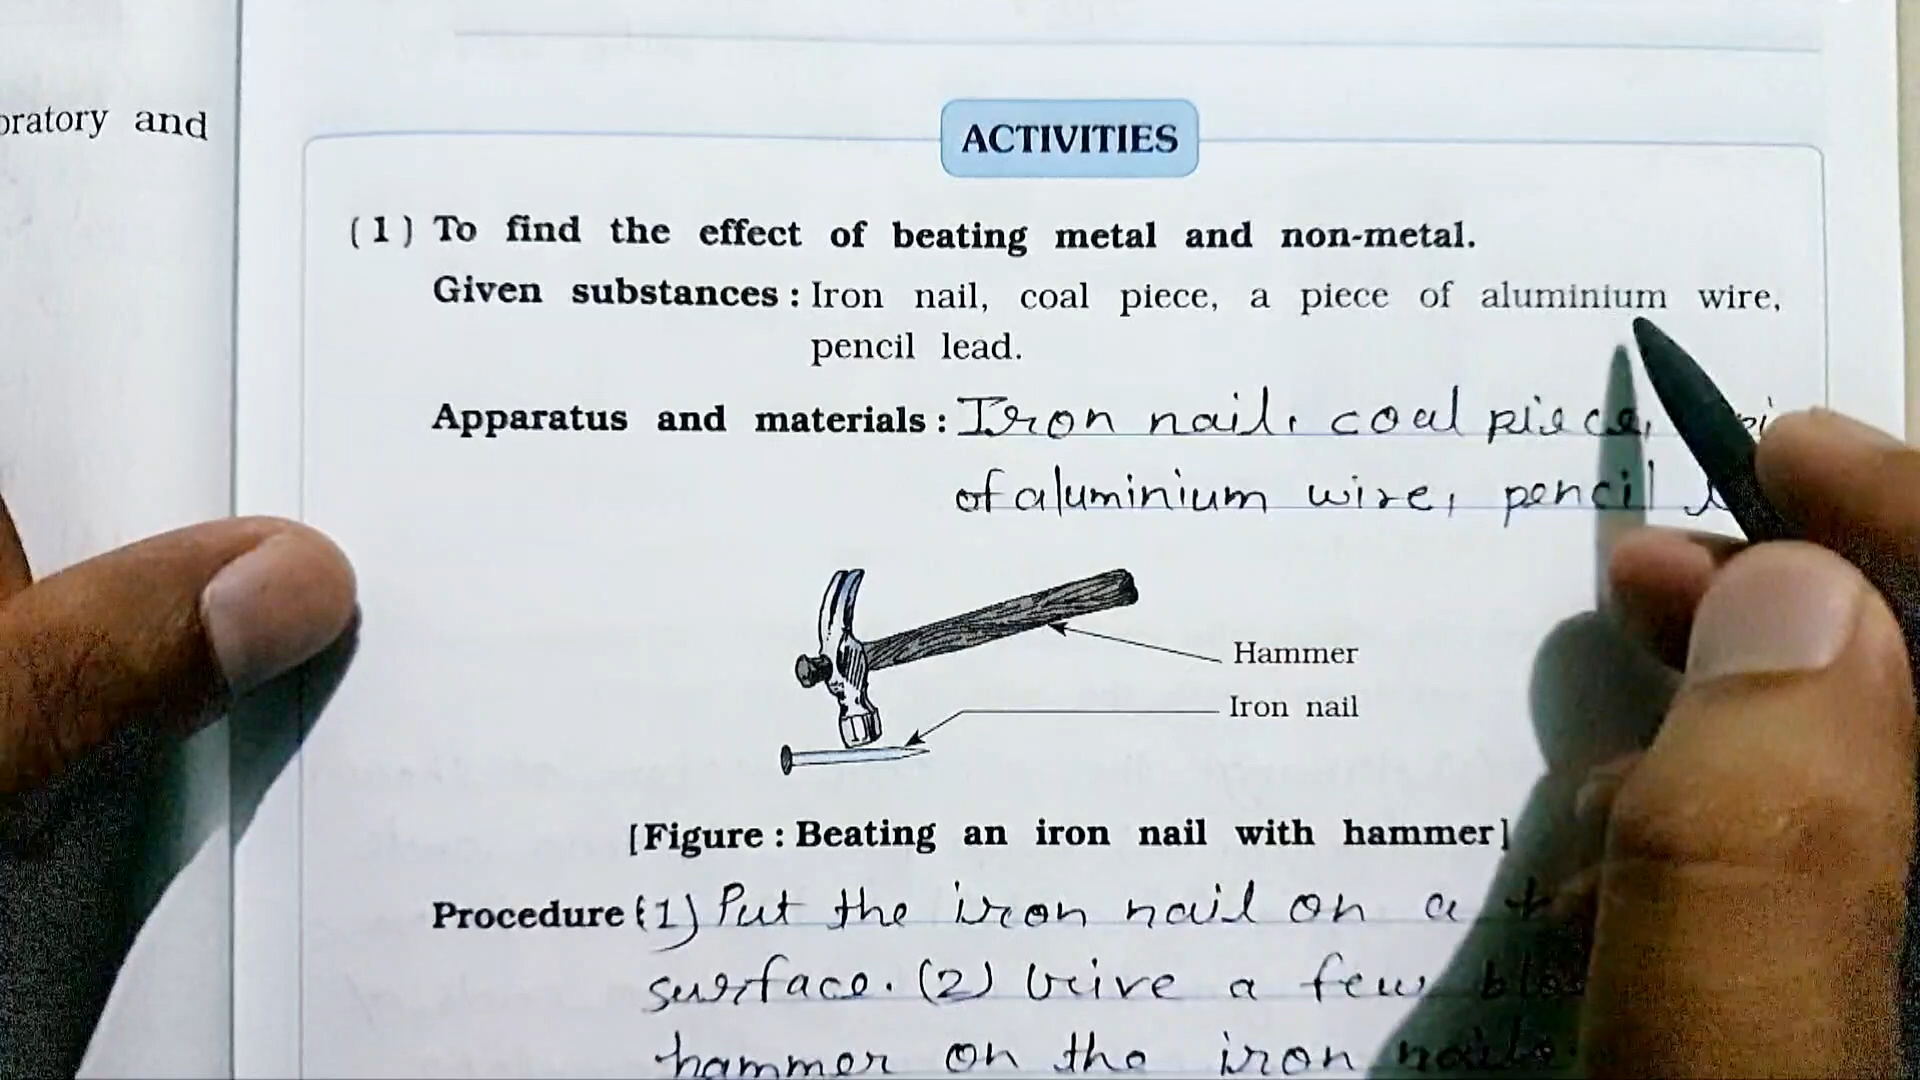 oratory and
ACTIVITIES
(1) To find the effect of beating metal and non-metal.
Given substances : Iron nail, coal piece, a piece of aluminium wire,
pencil lead.
Apparatus and materials : Iron nail, coal piece,
of aluminium wire, pencil
Hammer
Iron nail
[Figure : Beating an iron nail with hammer]
Procedure (1) Put the iron nail on a
surface. (2) Give a few
hammer on the iron